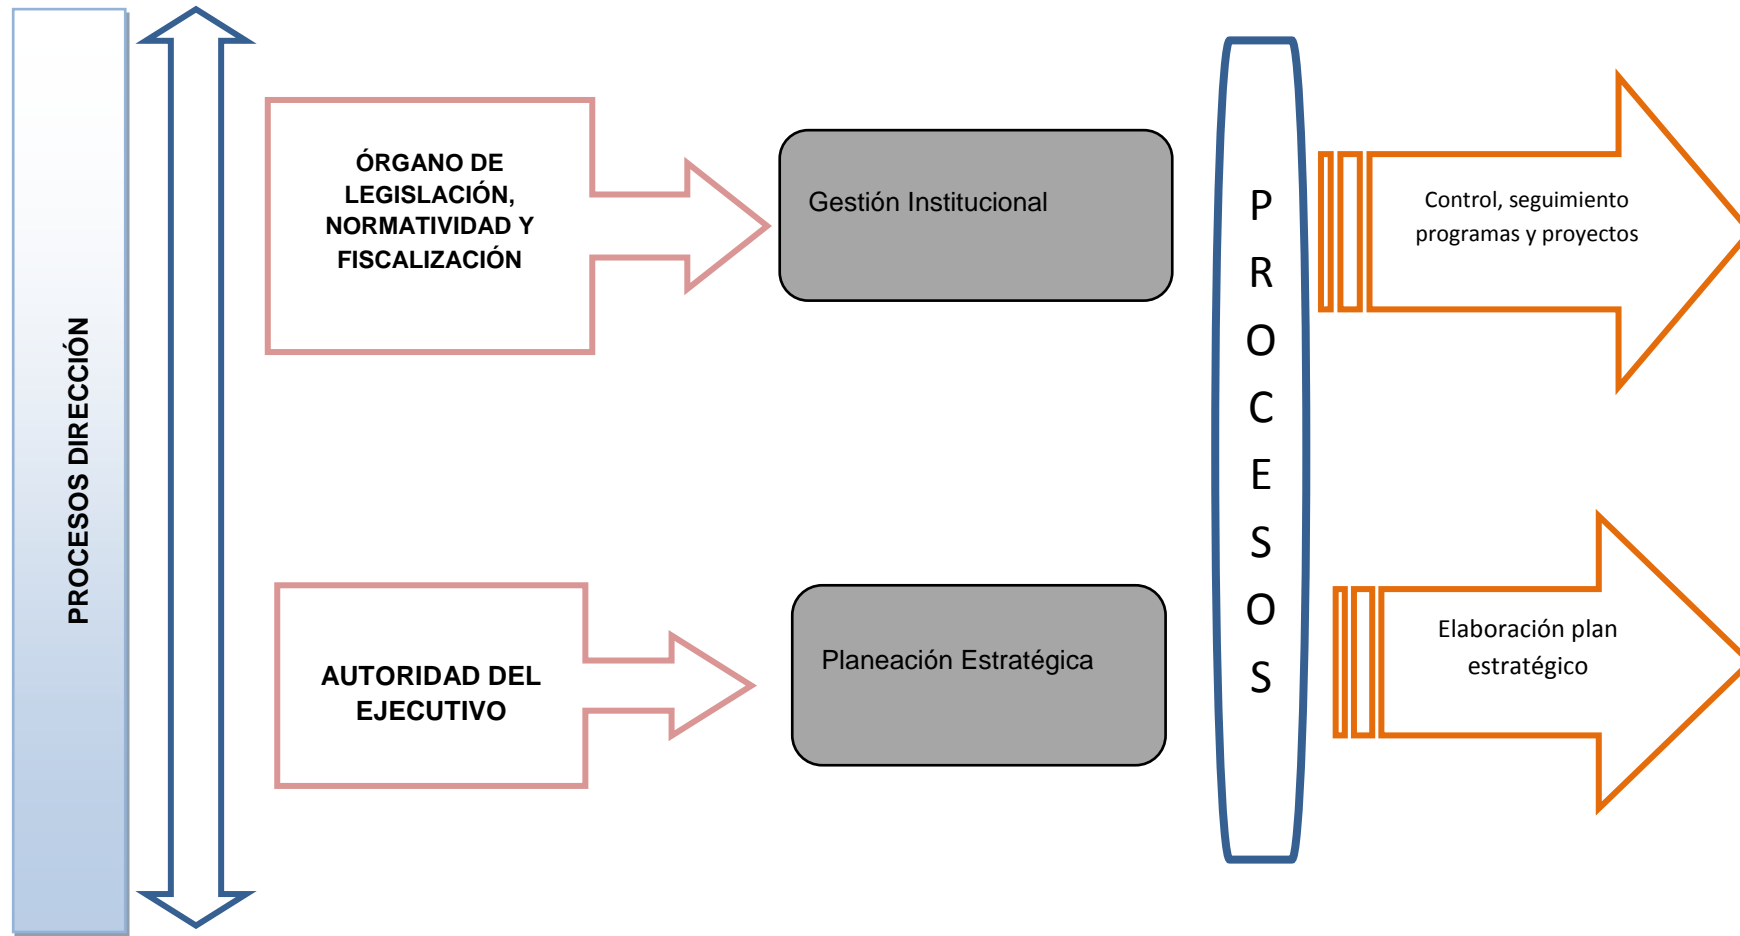 PROCESOS DIRECCIÓN
ÓRGANO DE
LEGISLACIÓN,
NORMATIVIDAD Y
FISCALIZACIÓN
Gestión Institucional
AUTORIDAD DEL
EJECUTIVO
Planeación Estratégica
P
R
O
C
E
S
O
S
Control, seguimiento
programas y proyectos
Elaboración plan
estratégico